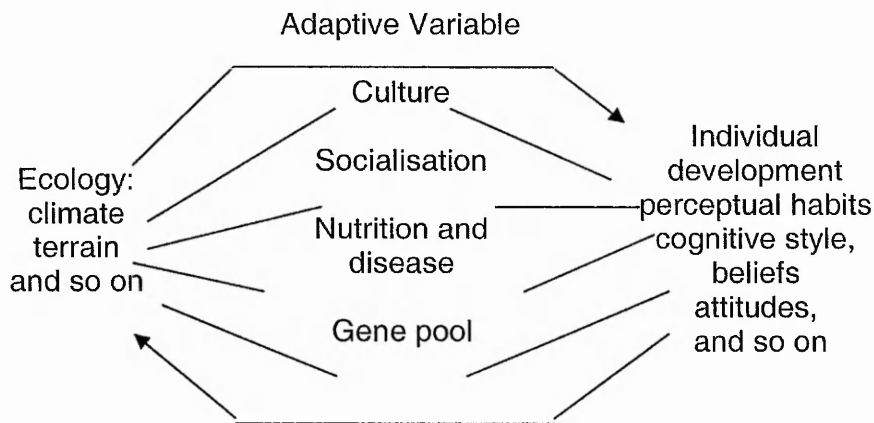 Adaptive Variable
Culture
Socialisation
Nutrition and
disease
Gene pool
Ecology:
climate
terrain
and so on
Individual
development
perceptual habits
cognitive style,
beliefs
attitudes,
and so on